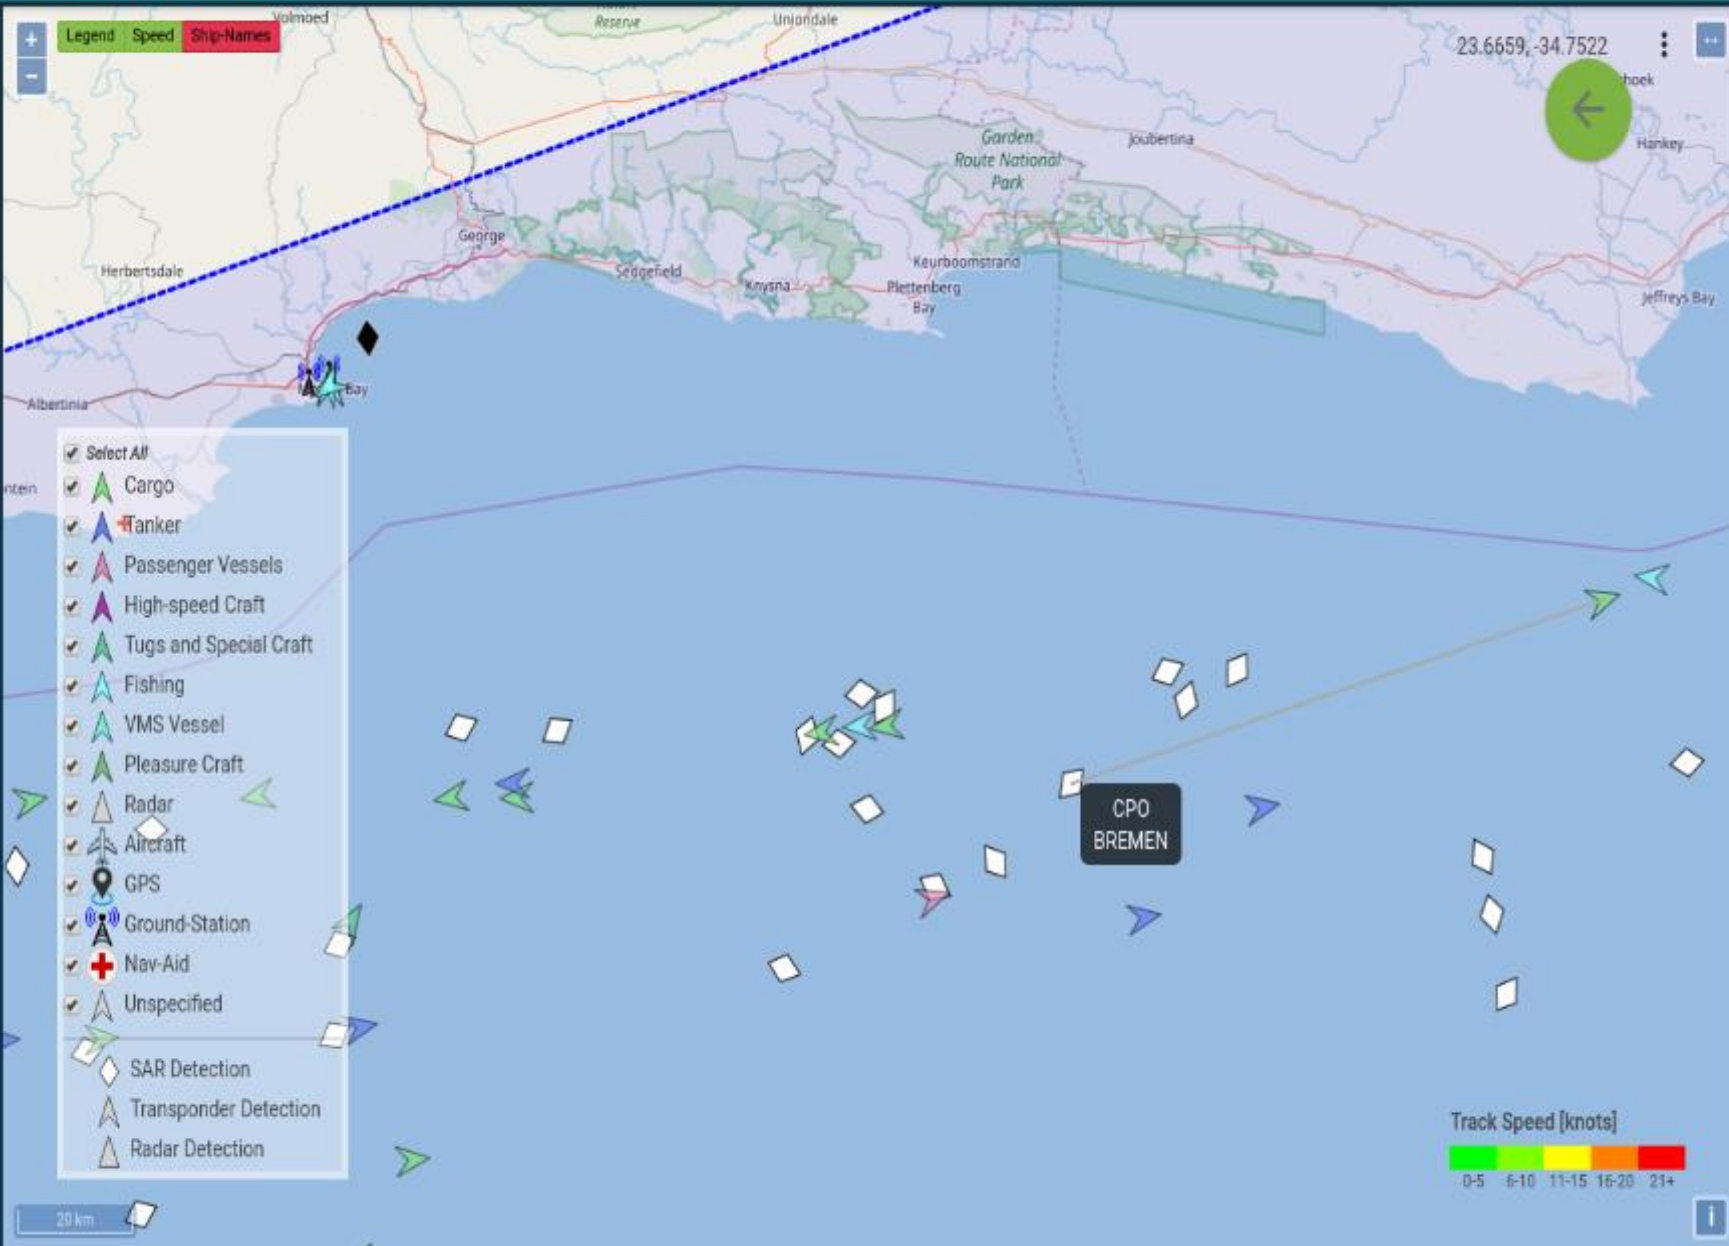 Volmoed
Reserve
Uniondale
+
Legend Speed Ship-Names
−
23.6659,-34.7522
hoek
Garden
Route National
Park
Joubertina
Hankey
George
Herbertsdale
Sedgefield
Keurboomstrand
Knysna
Plettenberg
Bay
Jeffreys Bay
Bay
Albertinia
ntein
Select All
Cargo
Tanker
Passenger Vessels
High-speed Craft
Tugs and Special Craft
Fishing
VMS Vessel
Pleasure Craft
Radar
Aircraft
GPS
Ground-Station
Nav-Aid
Unspecified
SAR Detection
Transponder Detection
Radar Detection
CPO
BREMEN
Track Speed [knots]
0-5 6-10 11-15 16-20 21+
20 km
i